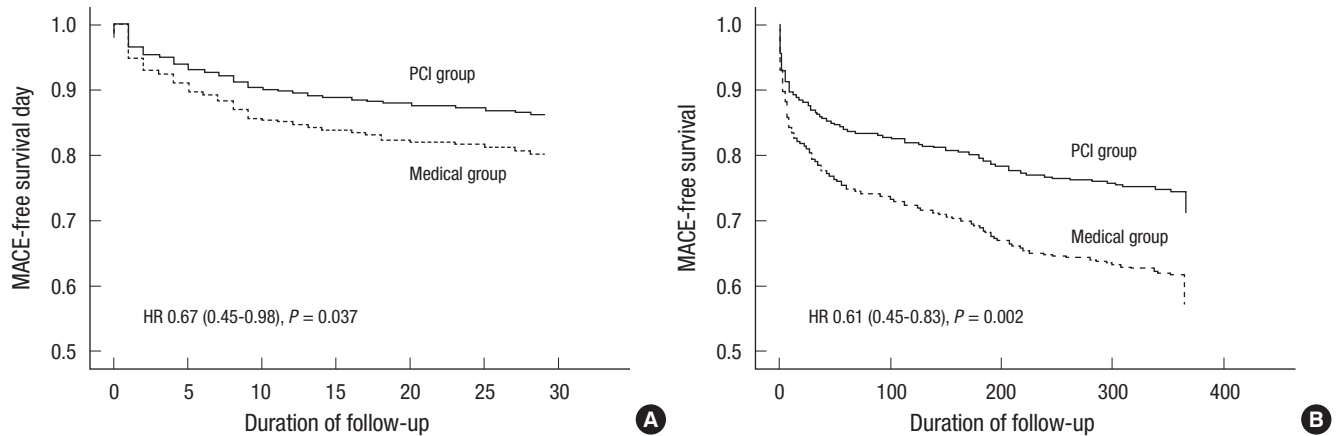 MACE-free survival day
1.0
0.9
0.8
0.7
0.6
0.5
PCI group
Medical group
HR 0.67 (0.45-0.98), P = 0.037
0 5 10 15 20 25 30
Duration of follow-up
A
MACE-free survival
1.0
0.9
0.8
0.7
0.6
0.5
PCI group
Medical group
HR 0.61 (0.45-0.83), P = 0.002
0 100 200 300 400
Duration of follow-up
B